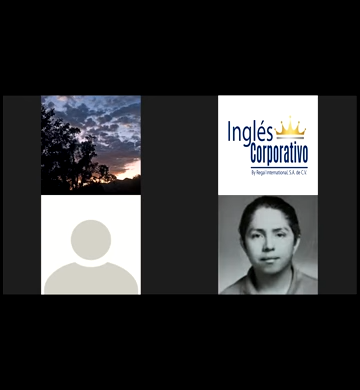 Inglés
Corporativo
By Regal International, S.A. de C.V.